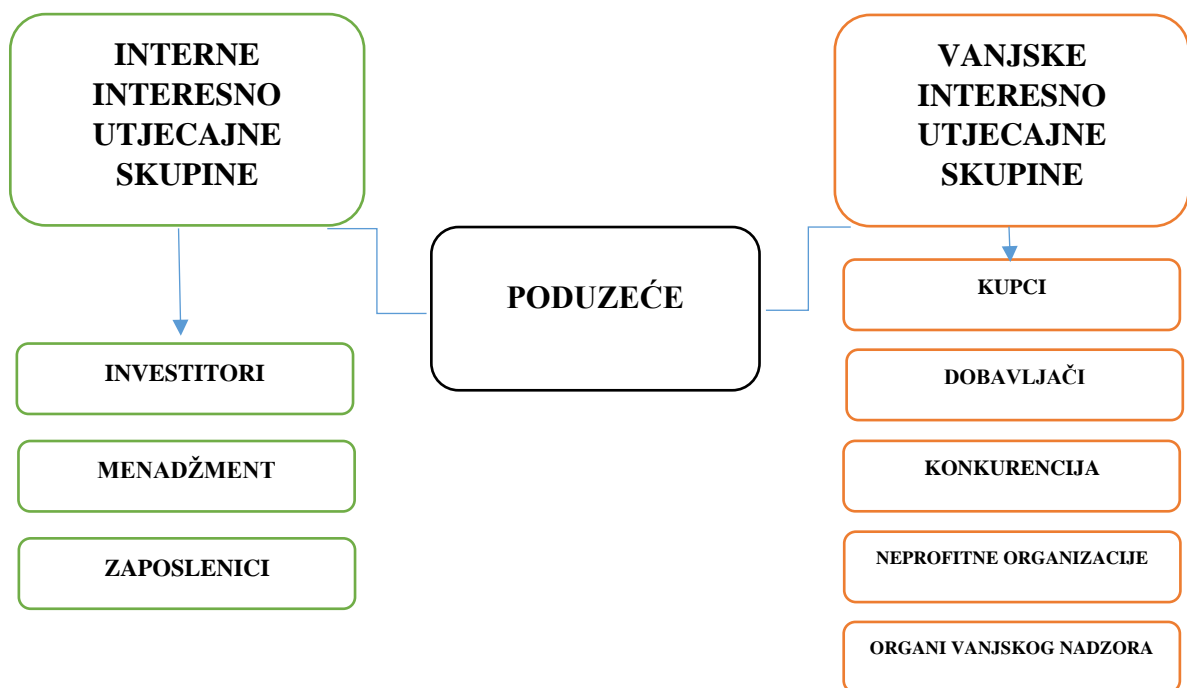 INTERNE
INTERESNO
UTJECAJNE
SKUPINE
INVESTITORI
MENADŽMENT
ZAPOSLENICI
PODUZEĆE
VANJSKE
INTERESNO
UTJECAJNE
SKUPINE
KUPCI
DOBAVLJAČI
KONKURENCIJA
NEPROFITNE ORGANIZACIJE
ORGANI VANJSKOG NADZORA